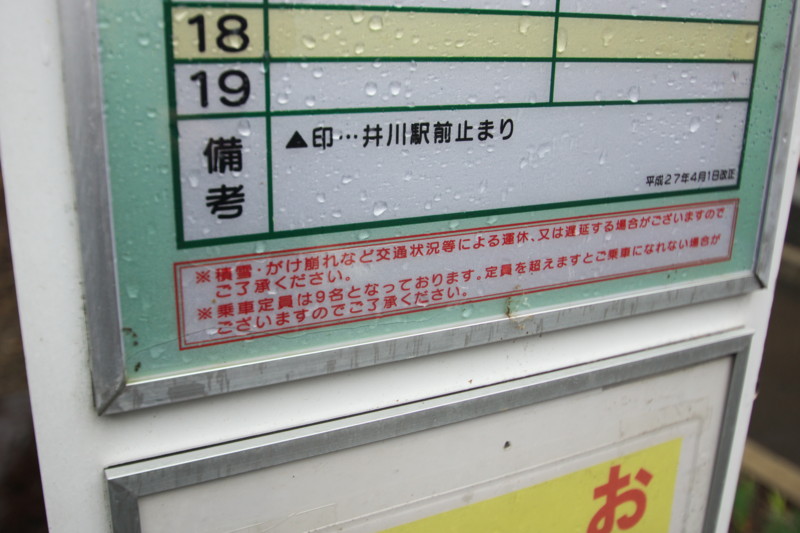 18
19
備考
▲印…井川駅前止まり
平成27年4月1日改正
※積雪・がけ崩れなど交通状況等による運休、又は遅延する場合がございますので
ご了承ください。
※乗車定員は9名となっております。定員を超えますとご乗車になれない場合が
ございますのでご了承ください。
お